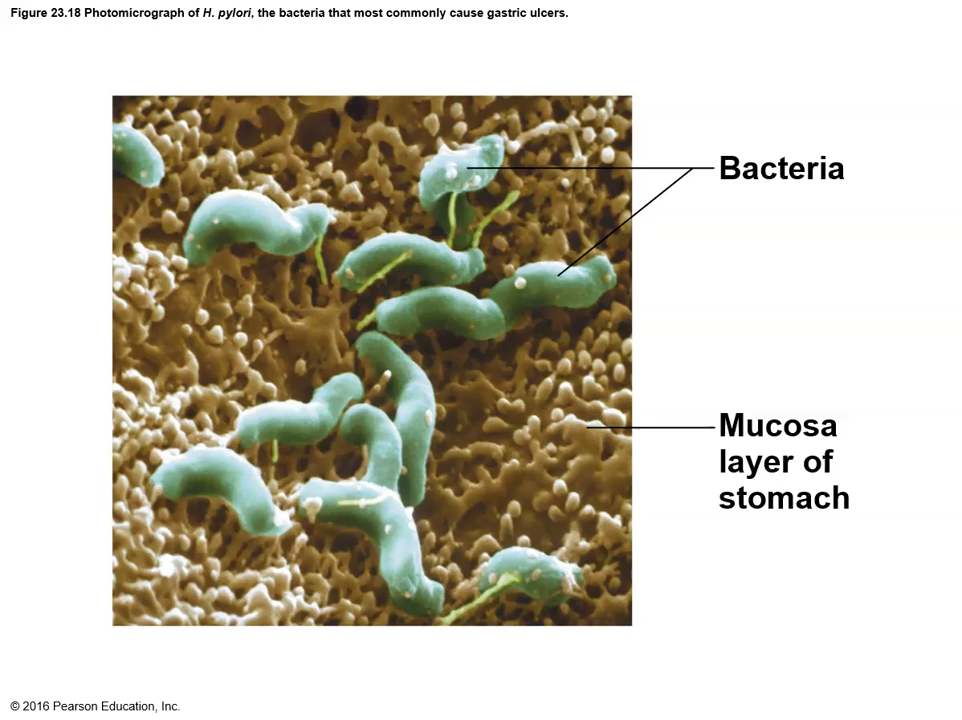 Figure 23.18 Photomicrograph of H. pylori, the bacteria that most commonly cause gastric ulcers.
Bacteria
Mucosa
layer of
stomach
© 2016 Pearson Education, Inc.